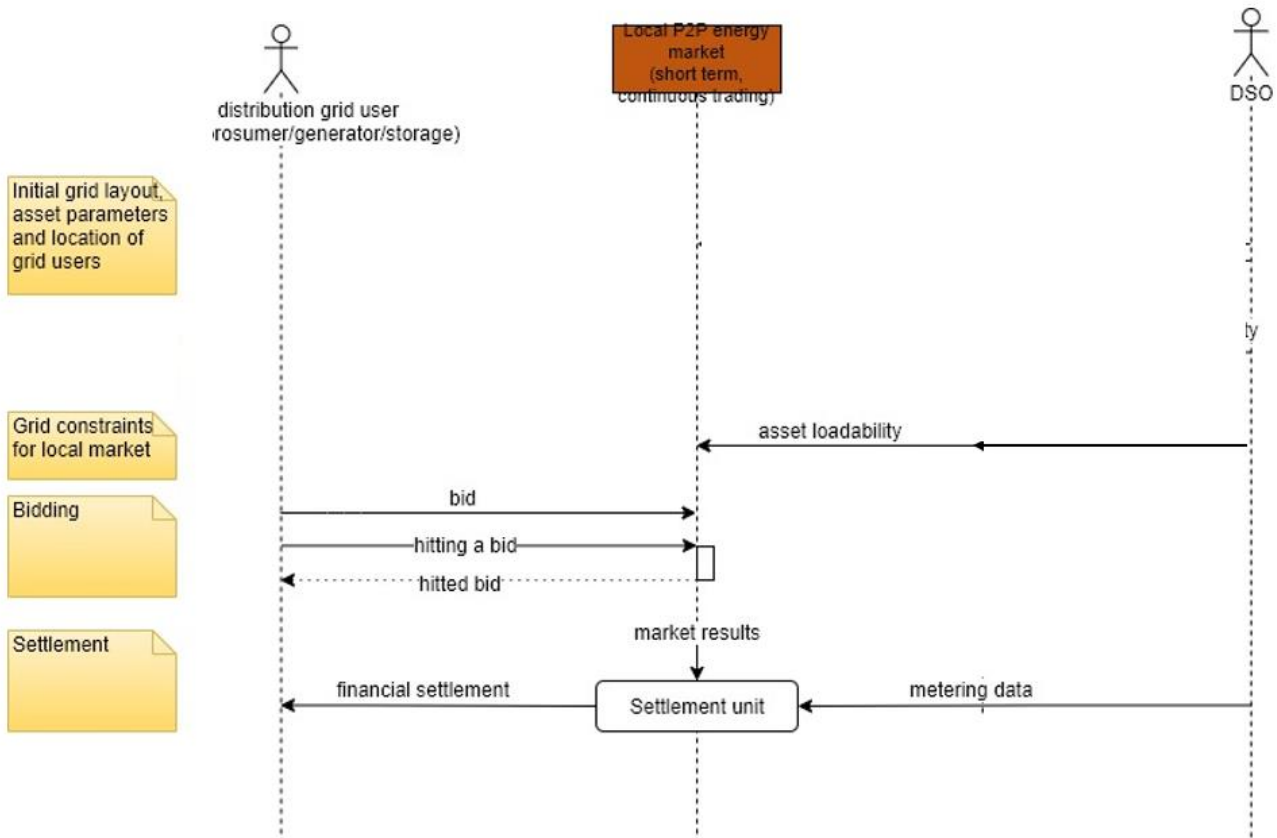 Local P2P energy
market
(short term,
continuous trading)
distribution grid user
rosumer/generator/storage)
DSO
Initial grid layout,
asset parameters
and location of
grid users
ty
Grid constraints
for local market
asset loadability
Bidding
bid
hitting a bid
hitted bid
Settlement
market results
financial settlement
Settlement unit
metering data